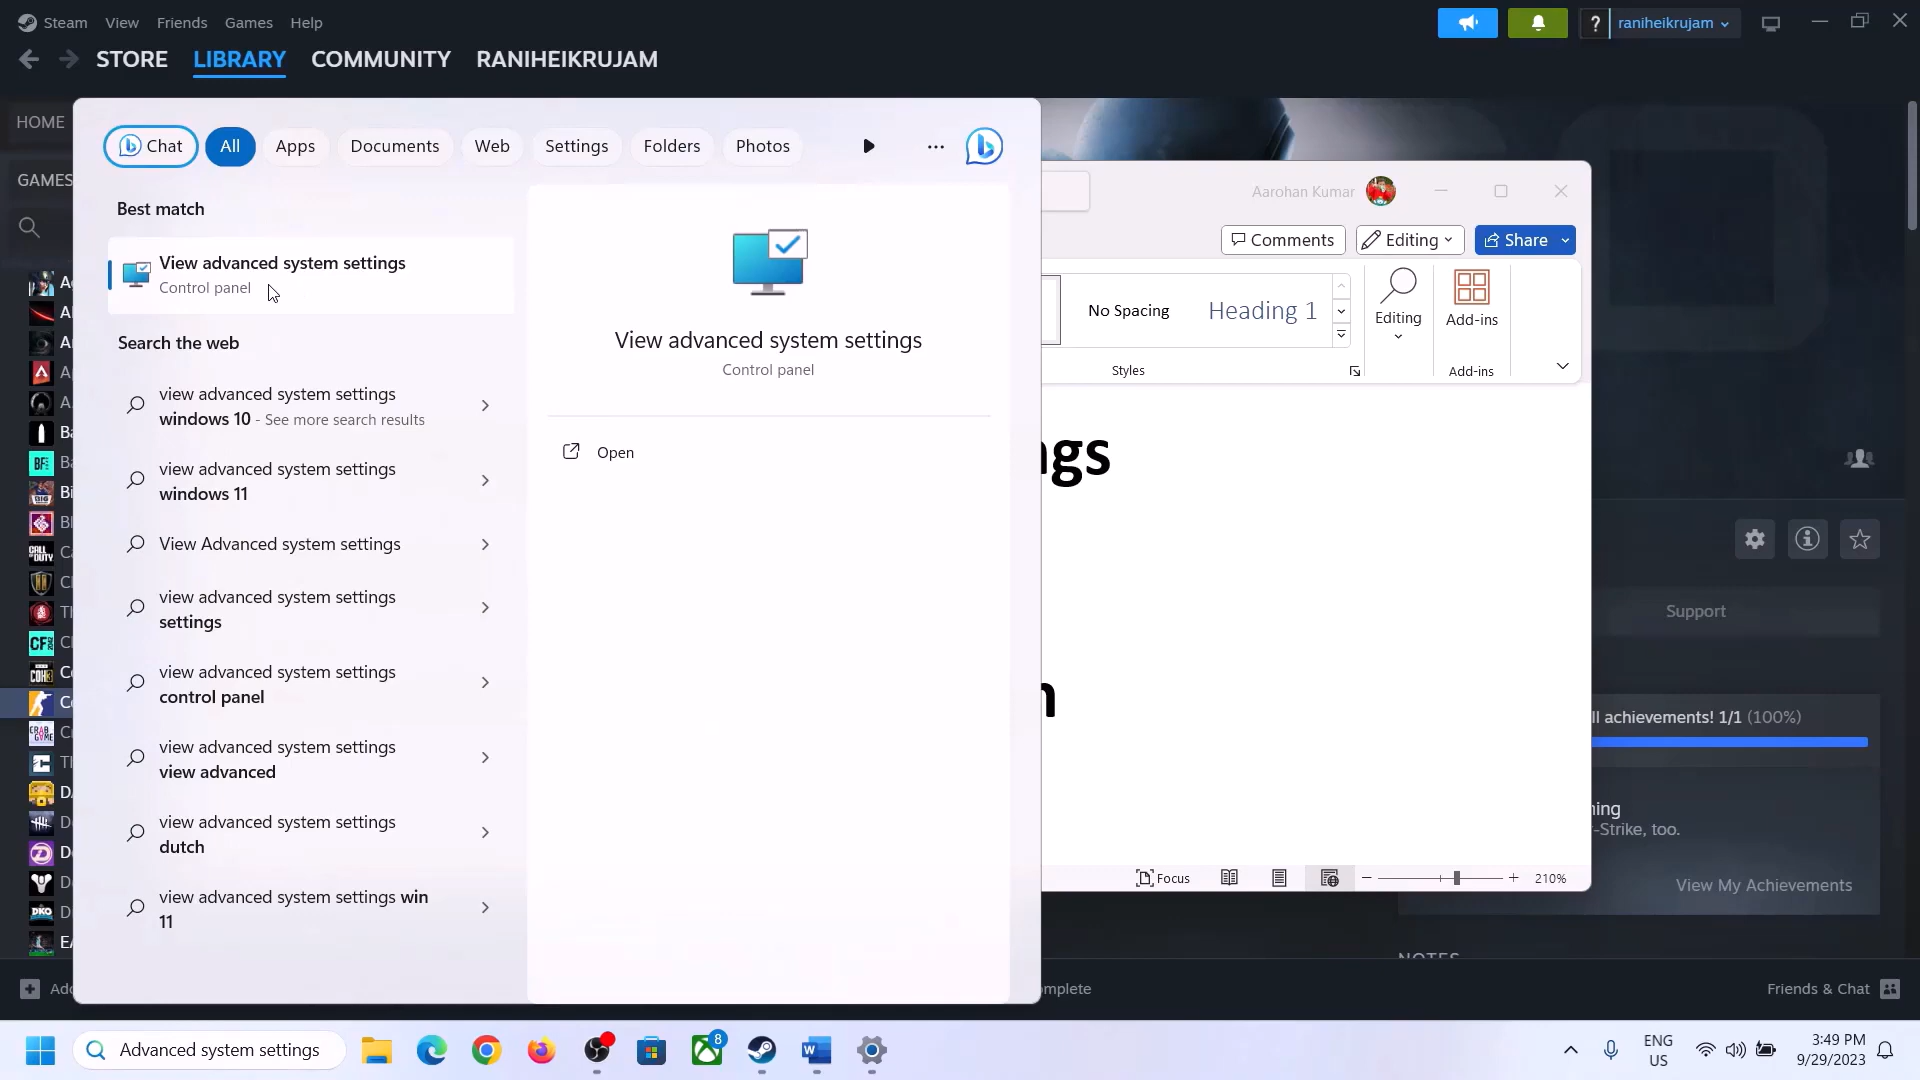 Steam View Friends Games Help
? raniheikrujam
STORE LIBRARY COMMUNITY RANIHEIKRUJAM
HOME
GAMES
Chat All Apps Documents Web Settings Folders Photos
Best match
View advanced system settings
Control panel
Search the web
view advanced system settings
windows 10 - See more search results
view advanced system settings
windows 11
View Advanced system settings
view advanced system settings
settings
view advanced system settings
control panel
view advanced system settings
view advanced
view advanced system settings
dutch
view advanced system settings win
11
View advanced system settings
Control panel
Open
Aarohan Kumar
Comments Editing Share
No Spacing Heading 1
Editing
Add-ins
Styles
Add-ins
ngs
n
Focus
210%
Support
ll achievements! 1/1 (100%)
ning
-Strike, too.
View My Achievements
NOTES
Add
mplete
Friends & Chat
Advanced system settings
8
ENG
US
3:49 PM
9/29/2023